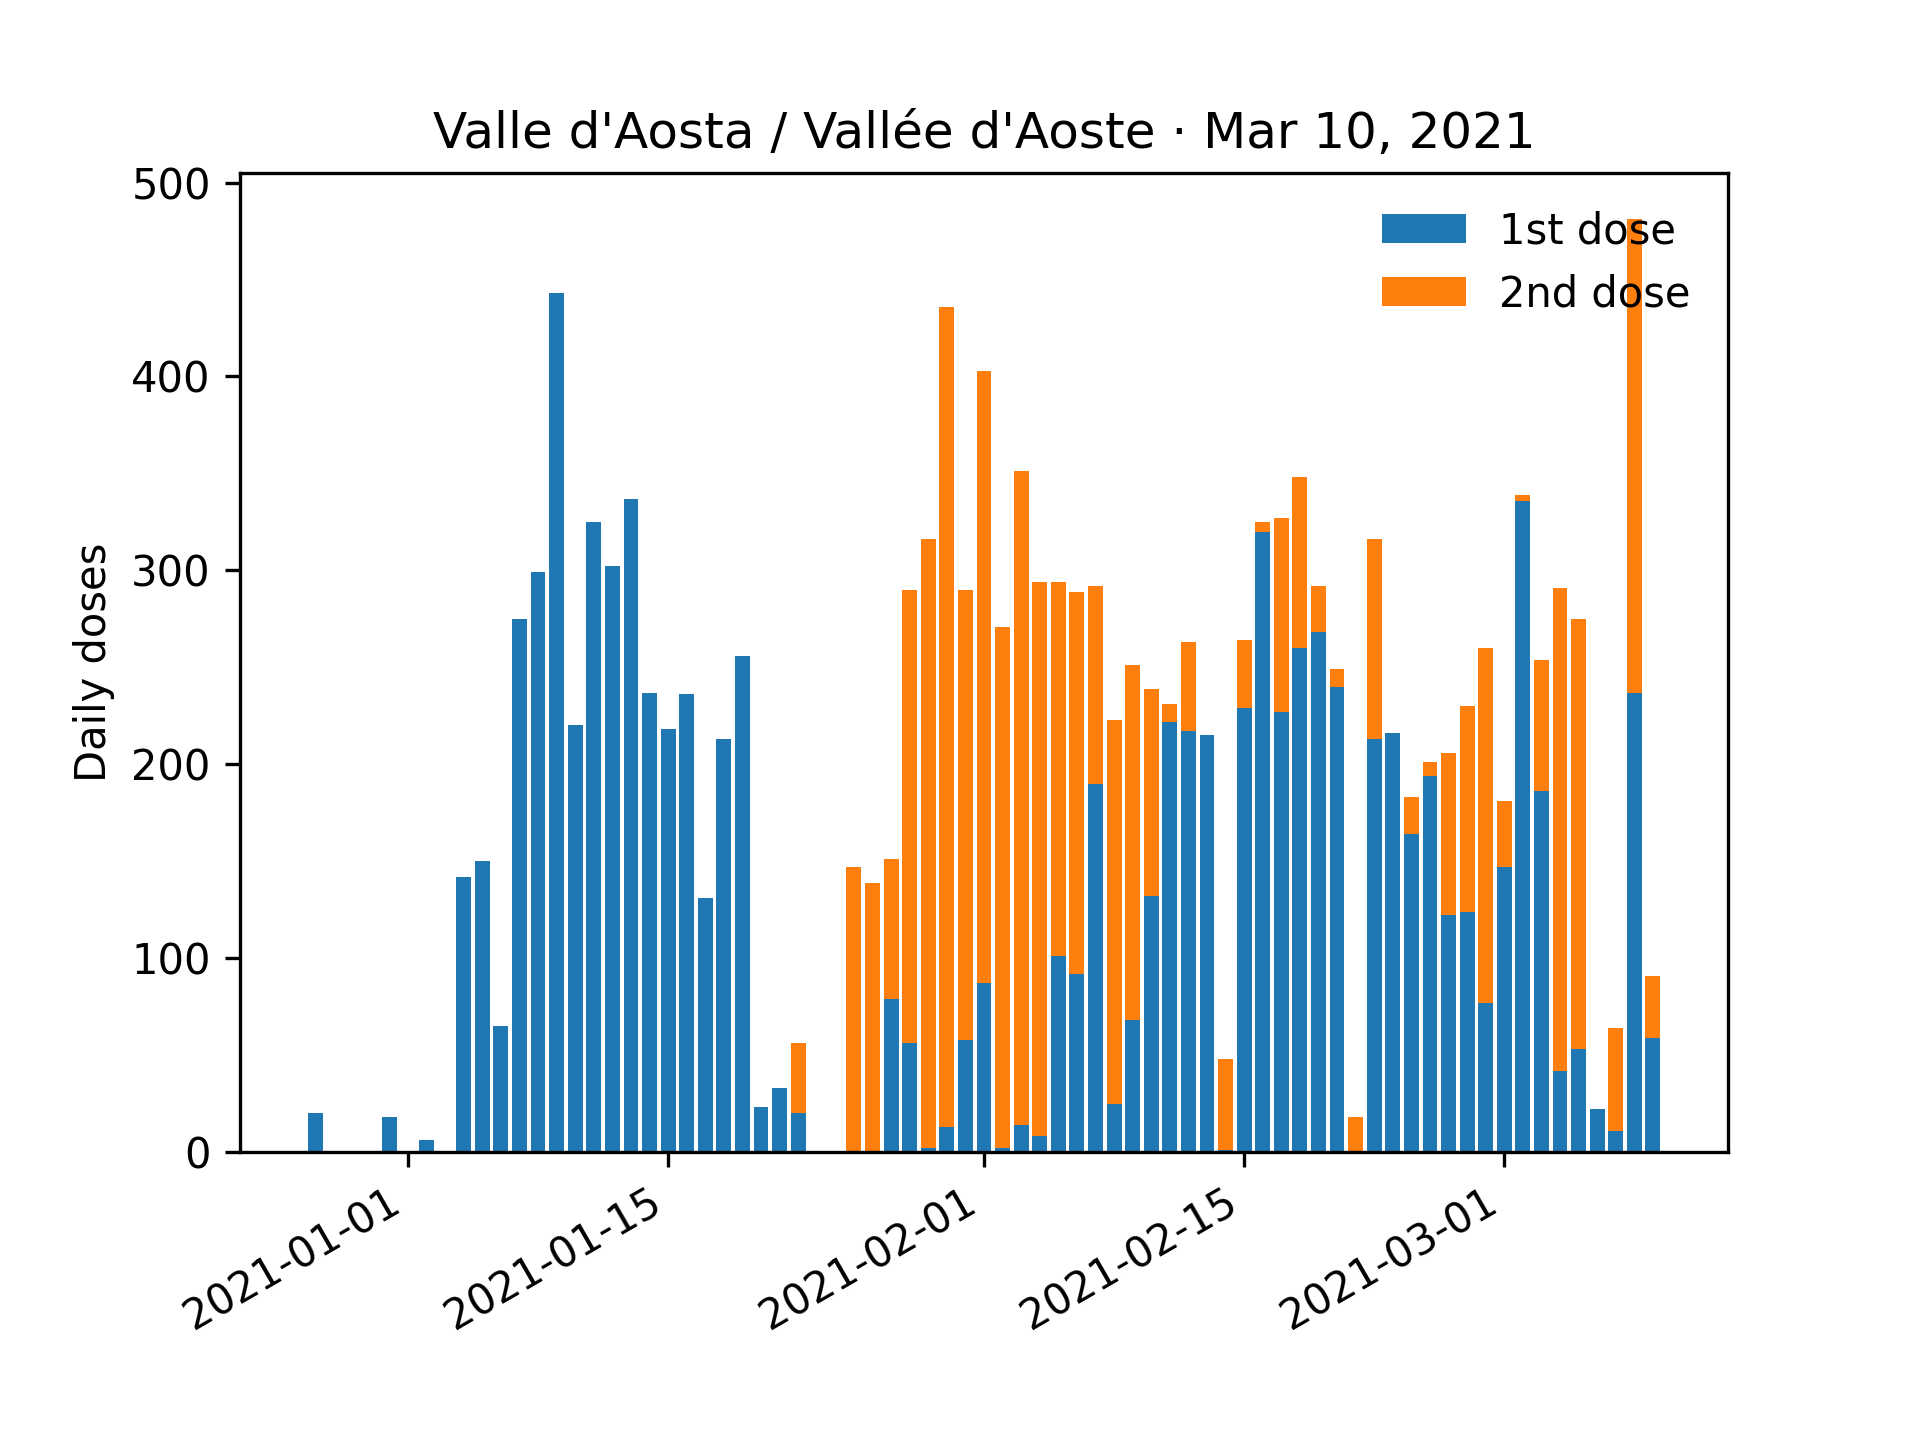 Valle d'Aosta / Vallée d'Aoste · Mar 10, 2021
500
400
300
200
100
0
Daily doses
1st dose
2nd dose
2021-01-01
2021-01-15
2021-02-01
2021-02-15
2021-03-01